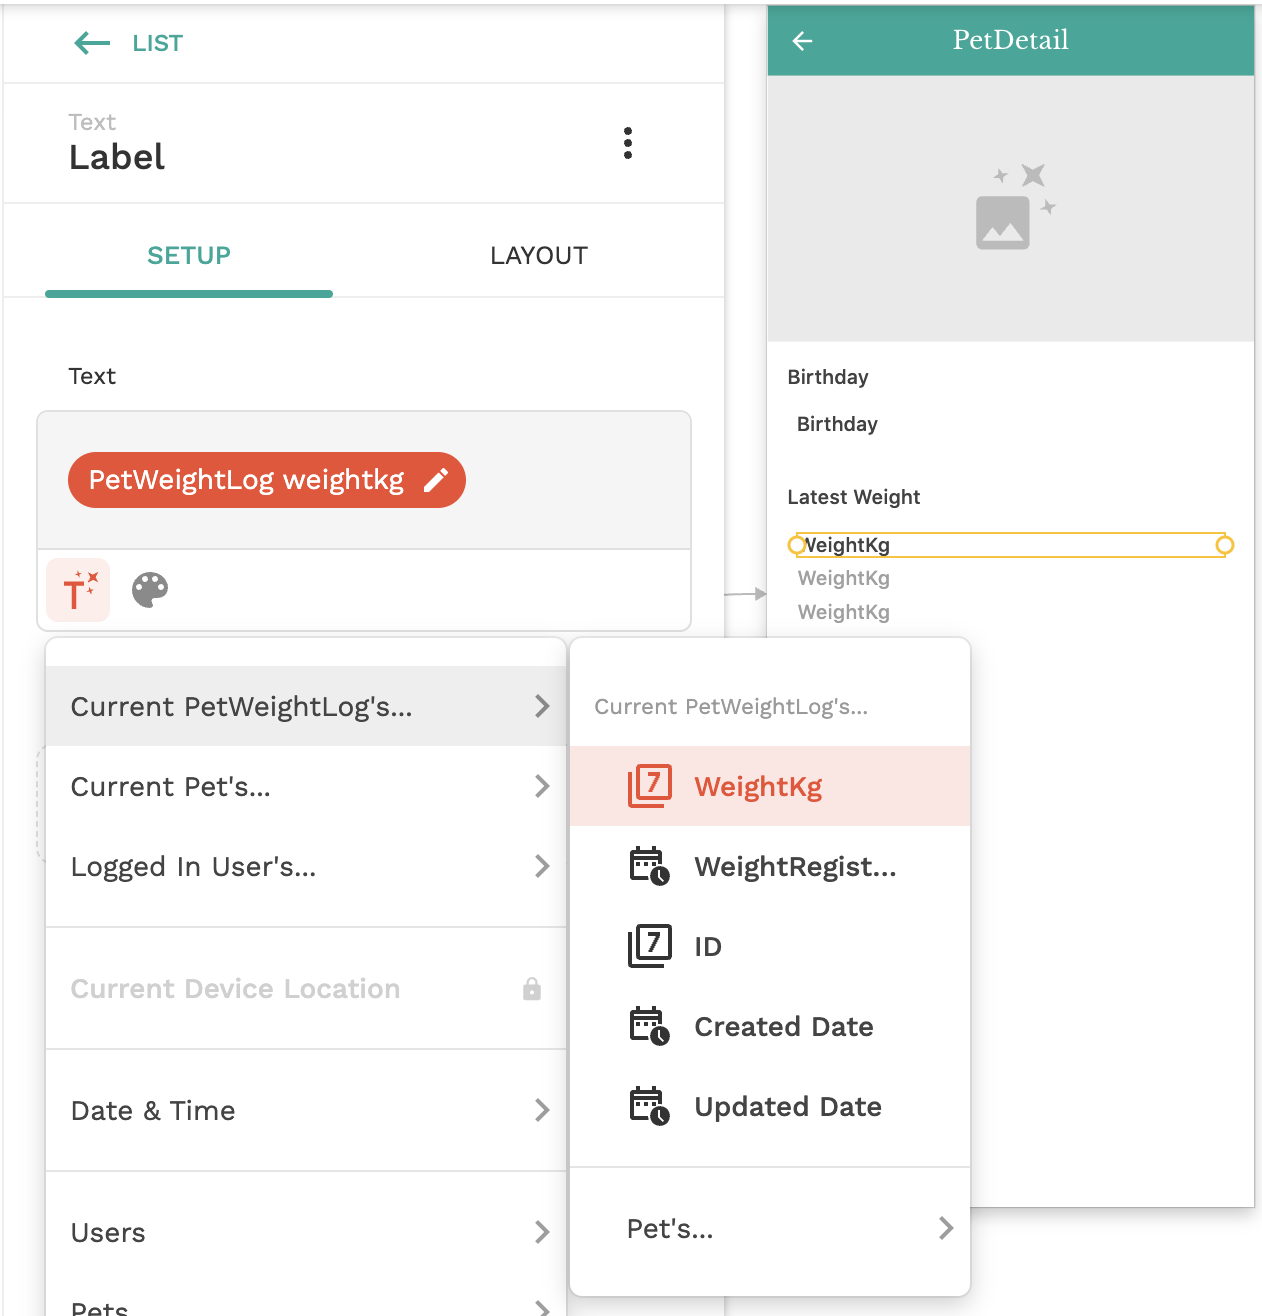 LIST
Text
Label
SETUP
LAYOUT
Text
PetWeightLog weightkg
T
Current PetWeightLog's...
Current Pet's...
Logged In User's...
Current Device Location
Date & Time
Users
Pets
Current PetWeightLog's...
7 WeightKg
WeightRegist...
7 ID
Created Date
Updated Date
Pet's...
PetDetail
Birthday
Birthday
Latest Weight
WeightKg
WeightKg
WeightKg